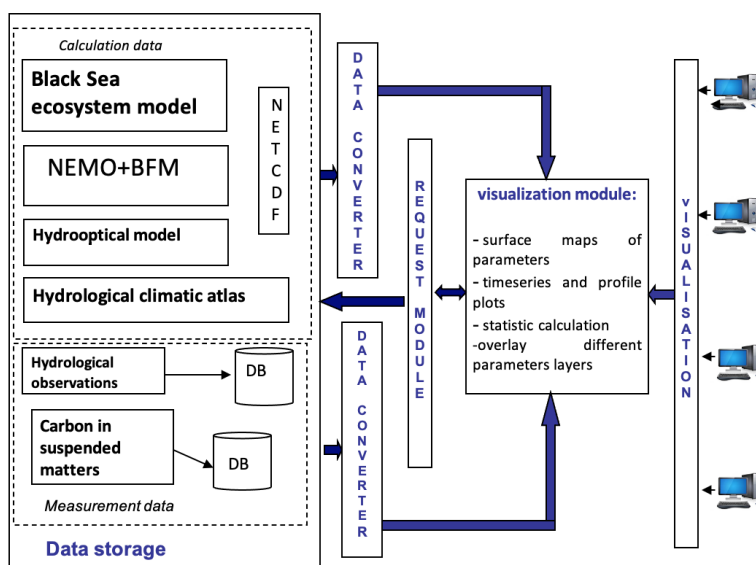 Calculation data
Black Sea
ecosystem model
NEMO+BFM
Hydrooptical model
Hydrological climatic atlas
NETCDF
Hydrological
observations
DB
Carbon in
suspended
matters
DB
Measurement data
Data storage
DATA CONVERTER
DATA CONVERTER
REQUEST MODULE
visualization module:
- surface maps of
parameters
- timeseries and profile
plots
- statistic calculation
-overlay different
parameters layers
vISUALISATION